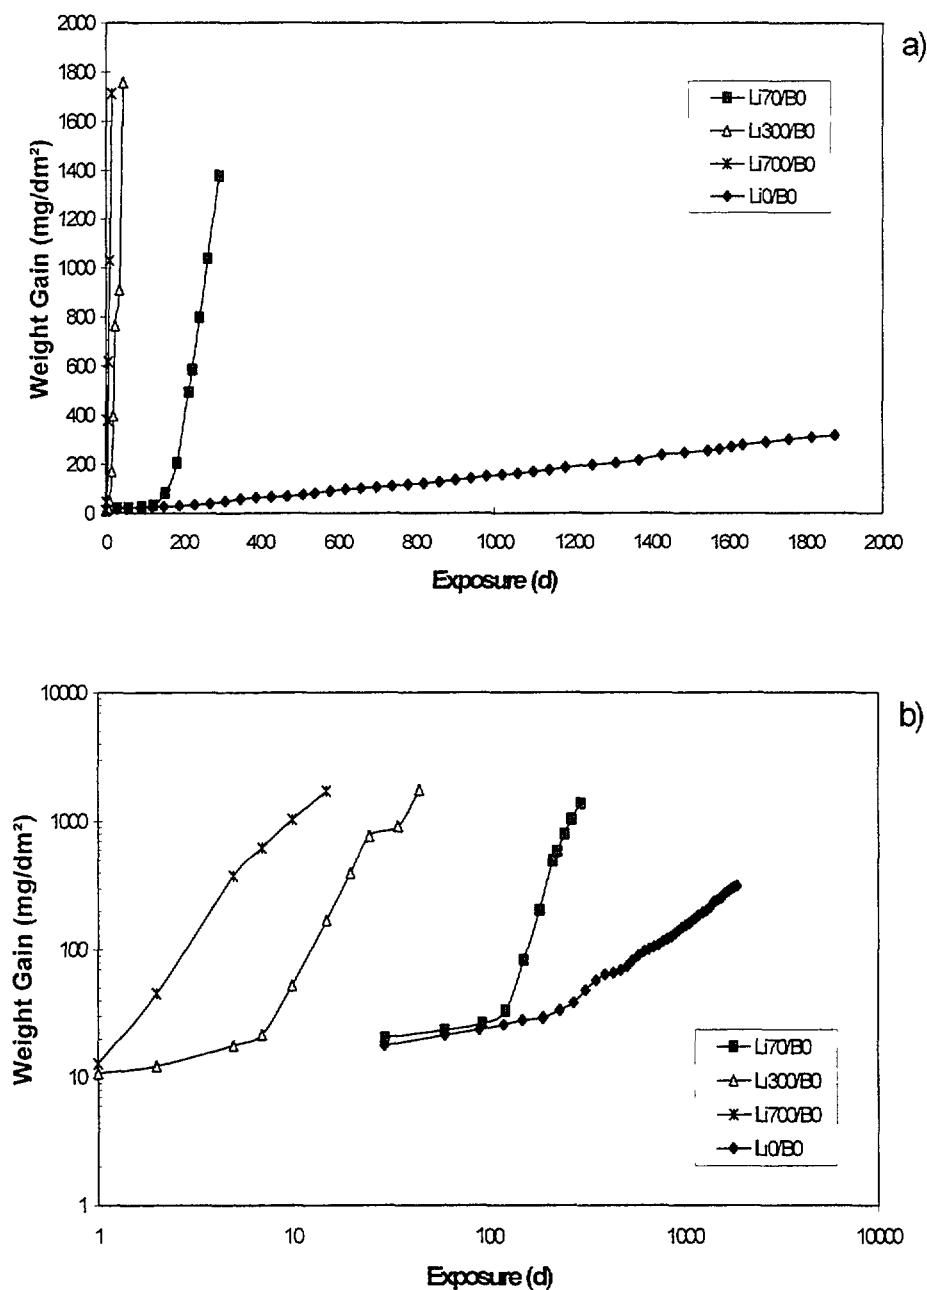 a)
Weight Gain (mg/dm²)
2000
1800
1600
1400
1200
1000
800
600
400
200
0
Li70/B0
Li300/B0
Li700/B0
Li0/B0
0 200 400 600 800 1000 1200 1400 1600 1800 2000
Exposure (d)
b)
Weight Gain (mg/dm²)
10000
1000
100
10
1
Li70/B0
Li300/B0
Li700/B0
Li0/B0
1 10 100 1000 10000
Exposure (d)